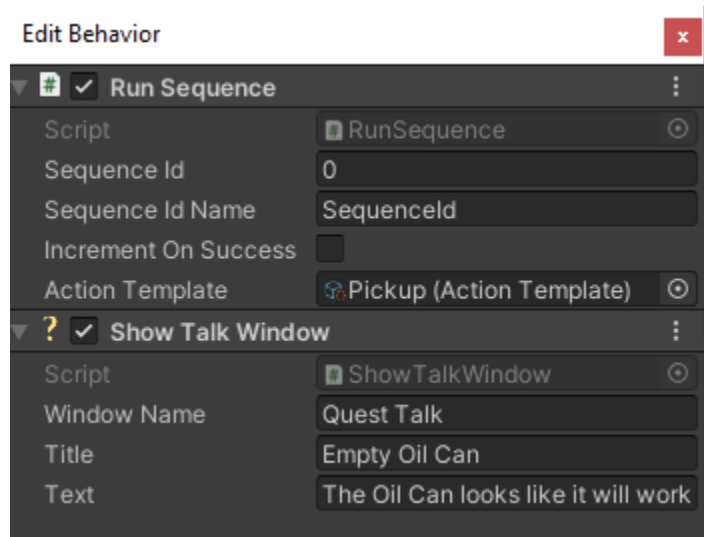 Edit Behavior
x
# Run Sequence
Script # RunSequence
Sequence Id 0
Sequence Id Name SequenceId
Increment On Success
Action Template Pickup (Action Template)
? Show Talk Window
Script # ShowTalkWindow
Window Name Quest Talk
Title Empty Oil Can
Text The Oil Can looks like it will work